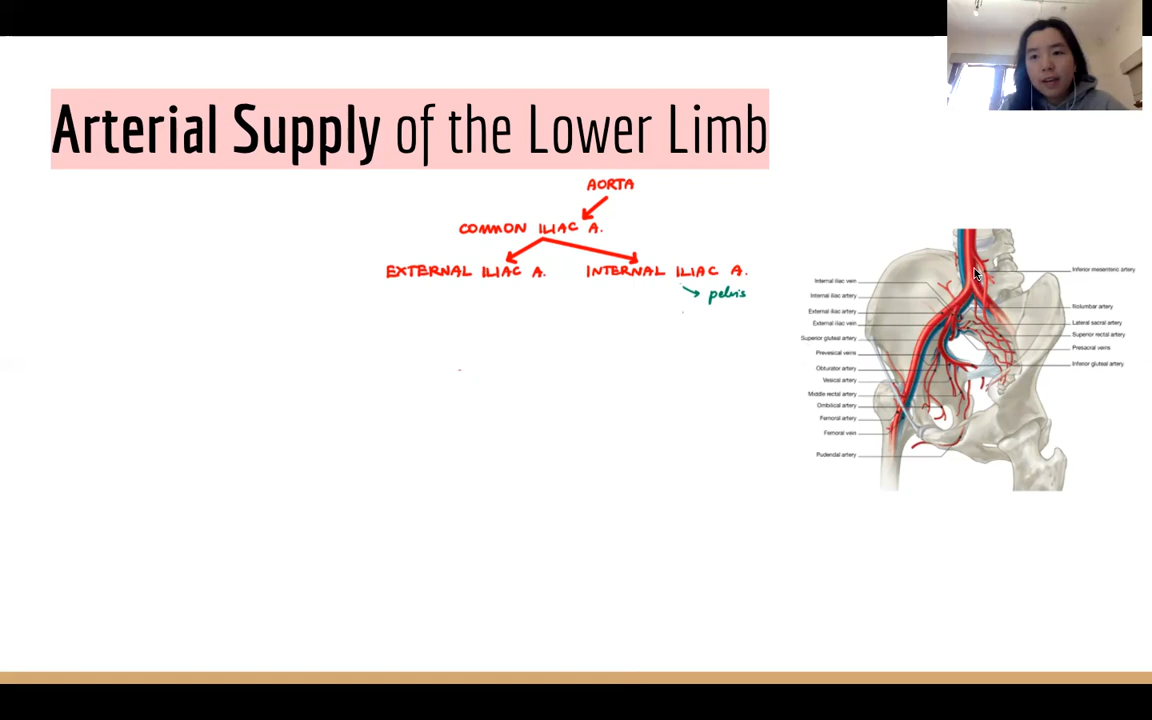 Arterial Supply of the Lower Limb
AORTA
COMMON ILIAC A.
EXTERNAL ILIAC A.
INTERNAL ILIAC A.
pelvis
Internal iliac vein
Internal iliac artery
External iliac artery
External iliac vein
Superior gluteal artery
Prevesical veins
Obturator artery
Vesical artery
Middle rectal artery
Ombilical artery
Femoral artery
Femoral vein
Pudendal artery
Inferior mesenteric artery
Iliolumbar artery
Lateral sacral artery
Superior rectal artery
Presacral veins
Inferior gluteal artery